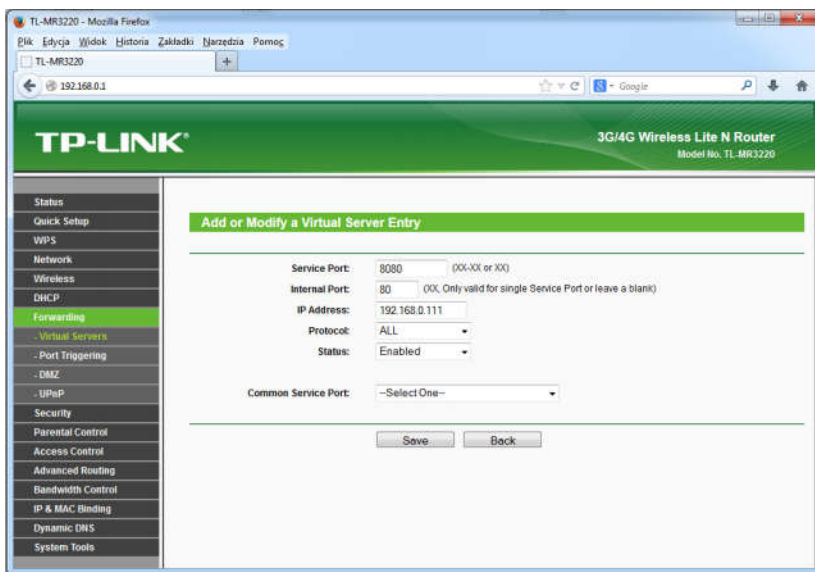 TL-MR3220 - Mozilla Firefox
Plik Edycja Widok Historia Zakładki Narzędzia Pomoc
TL-MR3220 +
192.168.0.1 Google
TP-LINK®
3G/4G Wireless Lite N Router
Model No. TL-MR3220
Status
Quick Setup
WPS
Network
Wireless
DHCP
Forwarding
- Virtual Servers
- Port Triggering
- DMZ
- UPnP
Security
Parental Control
Access Control
Advanced Routing
Bandwidth Control
IP & MAC Binding
Dynamic DNS
System Tools
Add or Modify a Virtual Server Entry
Service Port: 8080 (XX-XX or XX)
Internal Port: 80 (XX, Only valid for single Service Port or leave a blank)
IP Address: 192.168.0.111
Protocol: ALL
Status: Enabled
Common Service Port: --Select One--
Save Back